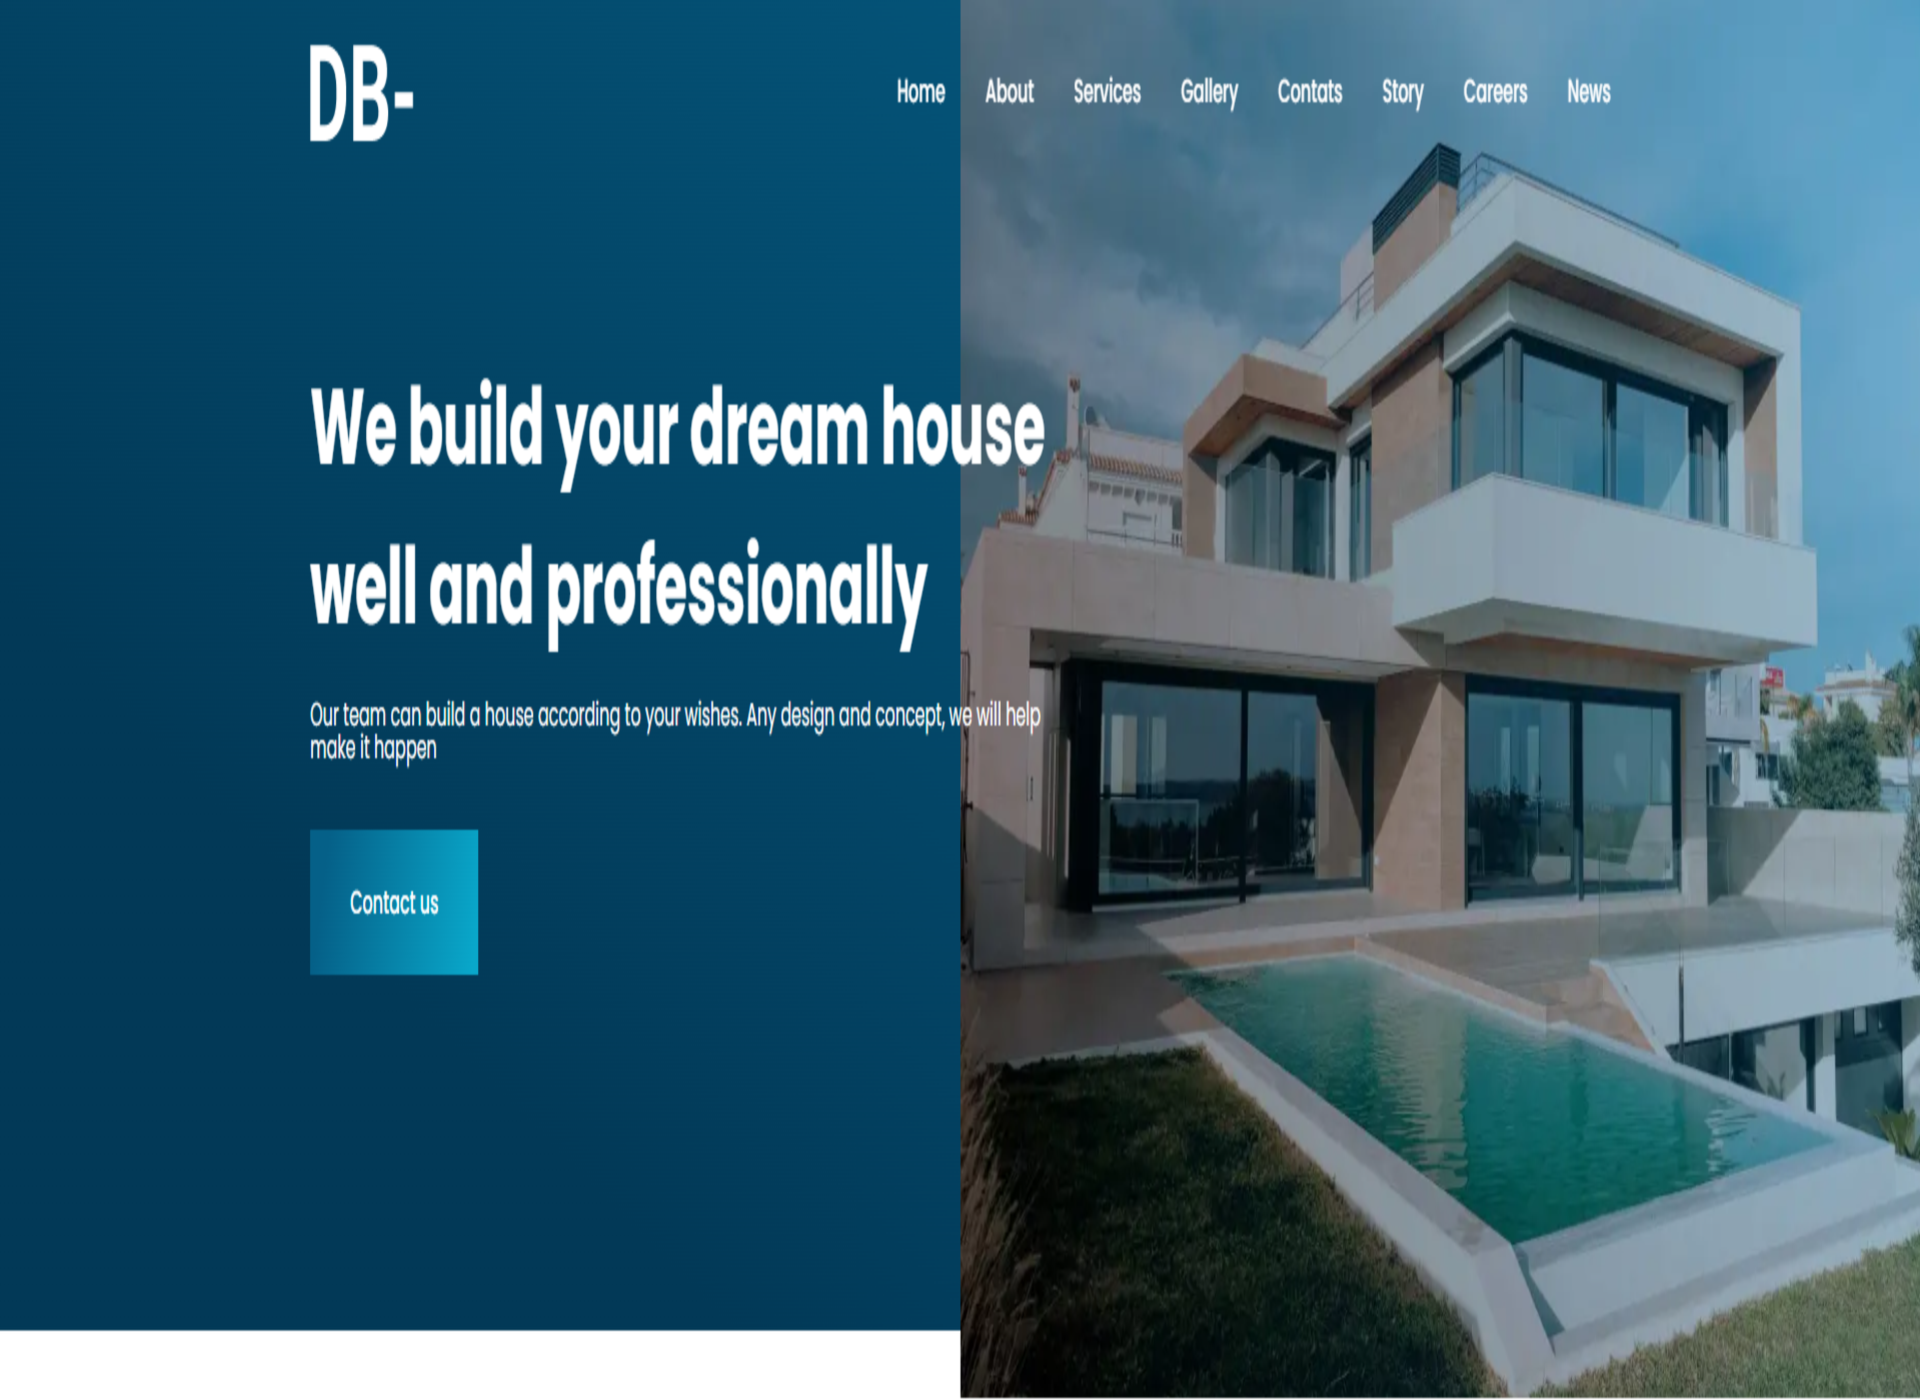 DB-
Home About Services Gallery Contats Story Careers News
We build your dream house
well and professionally
Our team can build a house according to your wishes. Any design and concept, we will help
make it happen
Contact us